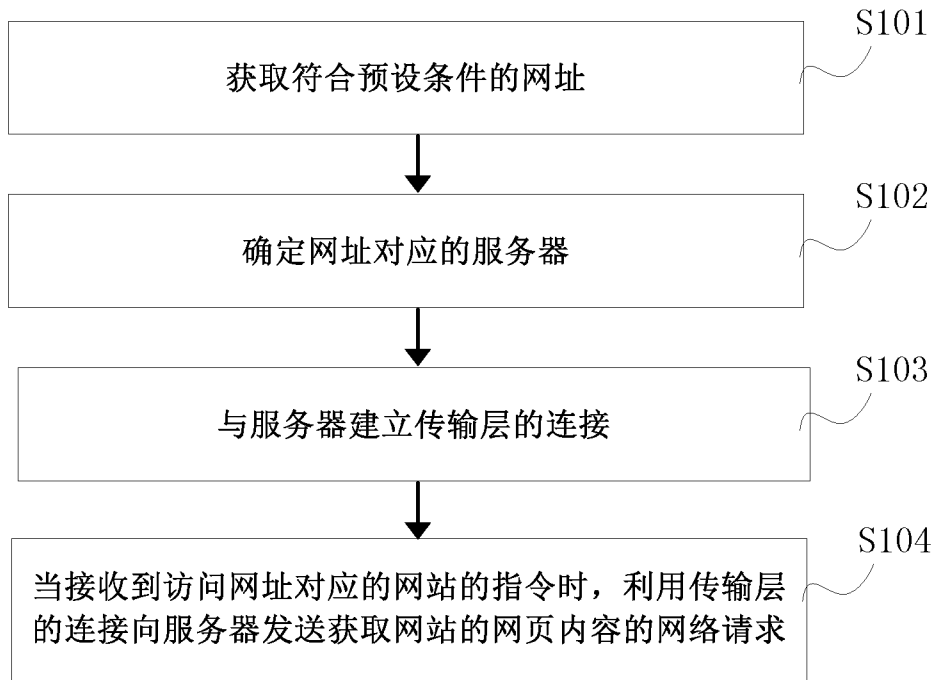 S101
获取符合预设条件的网址
S102
确定网址对应的服务器
S103
与服务器建立传输层的连接
S104
当接收到访问网址对应的网站的指令时，利用传输层
的连接向服务器发送获取网站的网页内容的网络请求